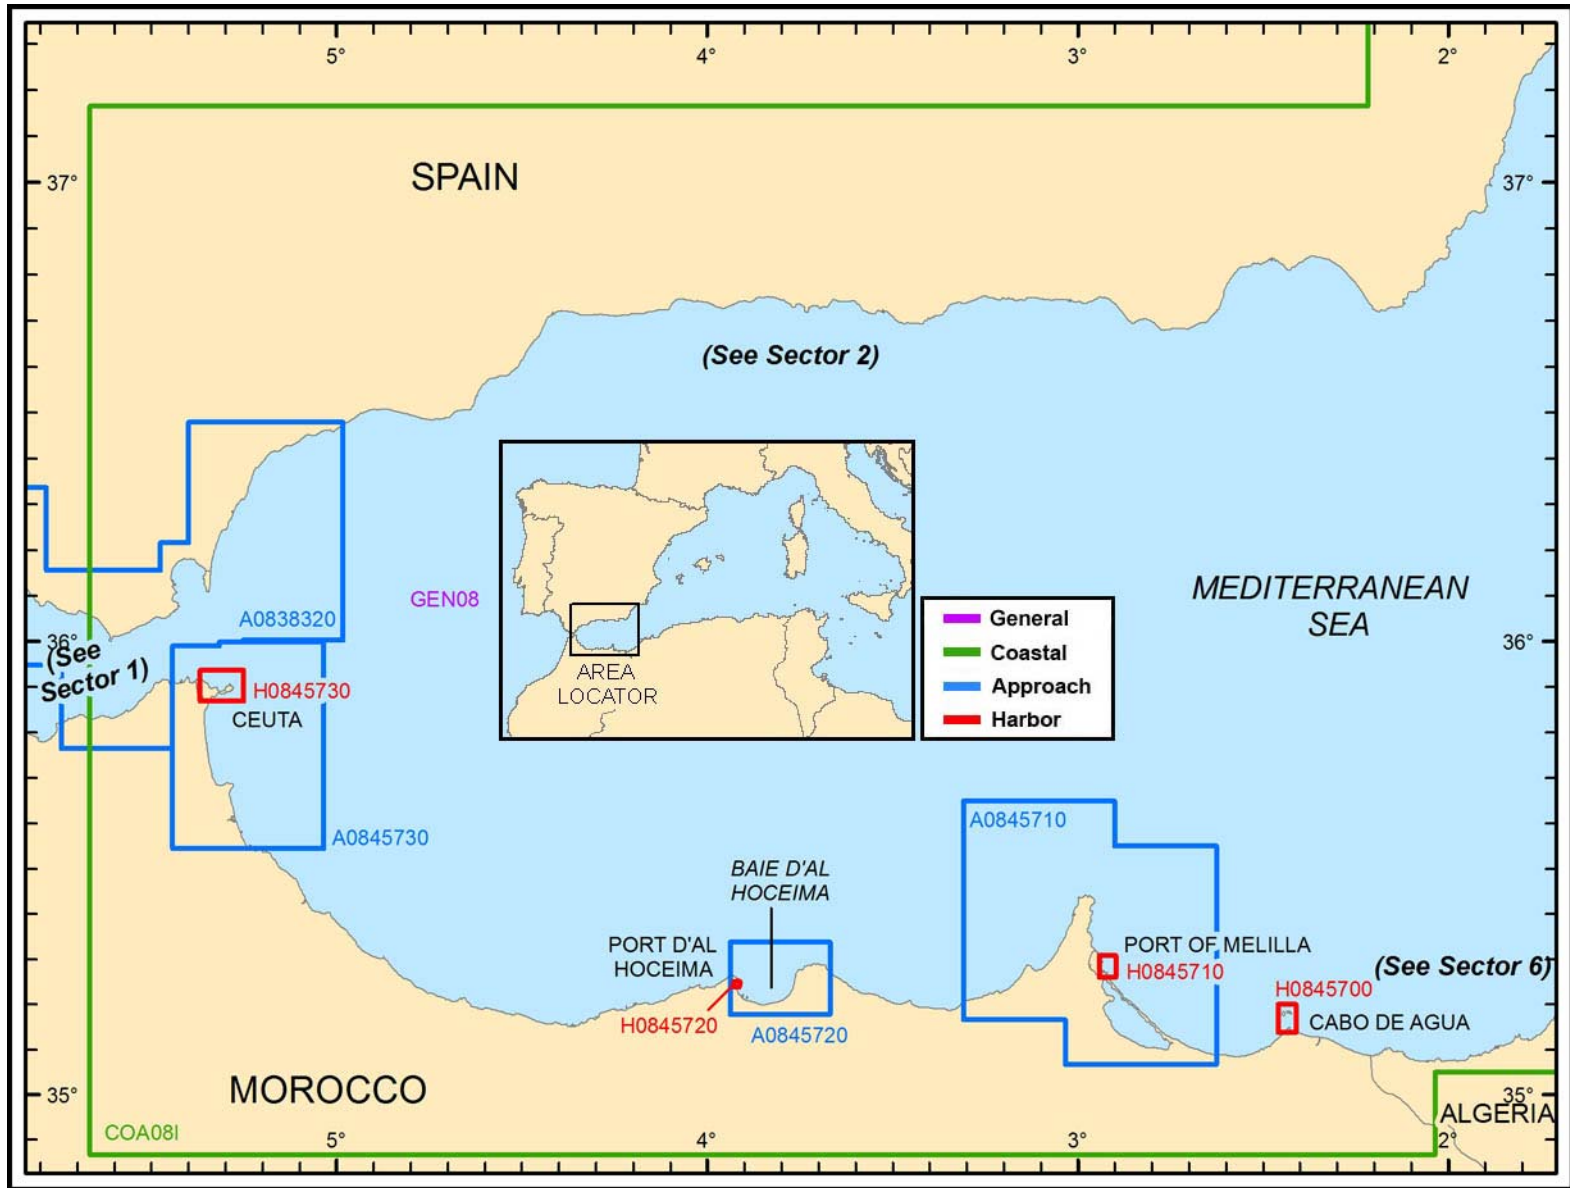 5°
4°
3°
2°
37°
SPAIN
37°
(See Sector 2)
GEN08
A0838320
36°
(See
Sector 1)
H0845730
CEUTA
A0845730
AREA
LOCATOR
General
Coastal
Approach
Harbor
MEDITERRANEAN
SEA
36°
A0845710
BAIE D'AL
HOCEIMA
PORT D'AL
HOCEIMA
H0845720
A0845720
PORT OF MELILLA
H0845710
(See Sector 6)
H0845700
CABO DE AGUA
35°
MOROCCO
35°
ALGERIA
COA08I
5°
4°
3°
2°